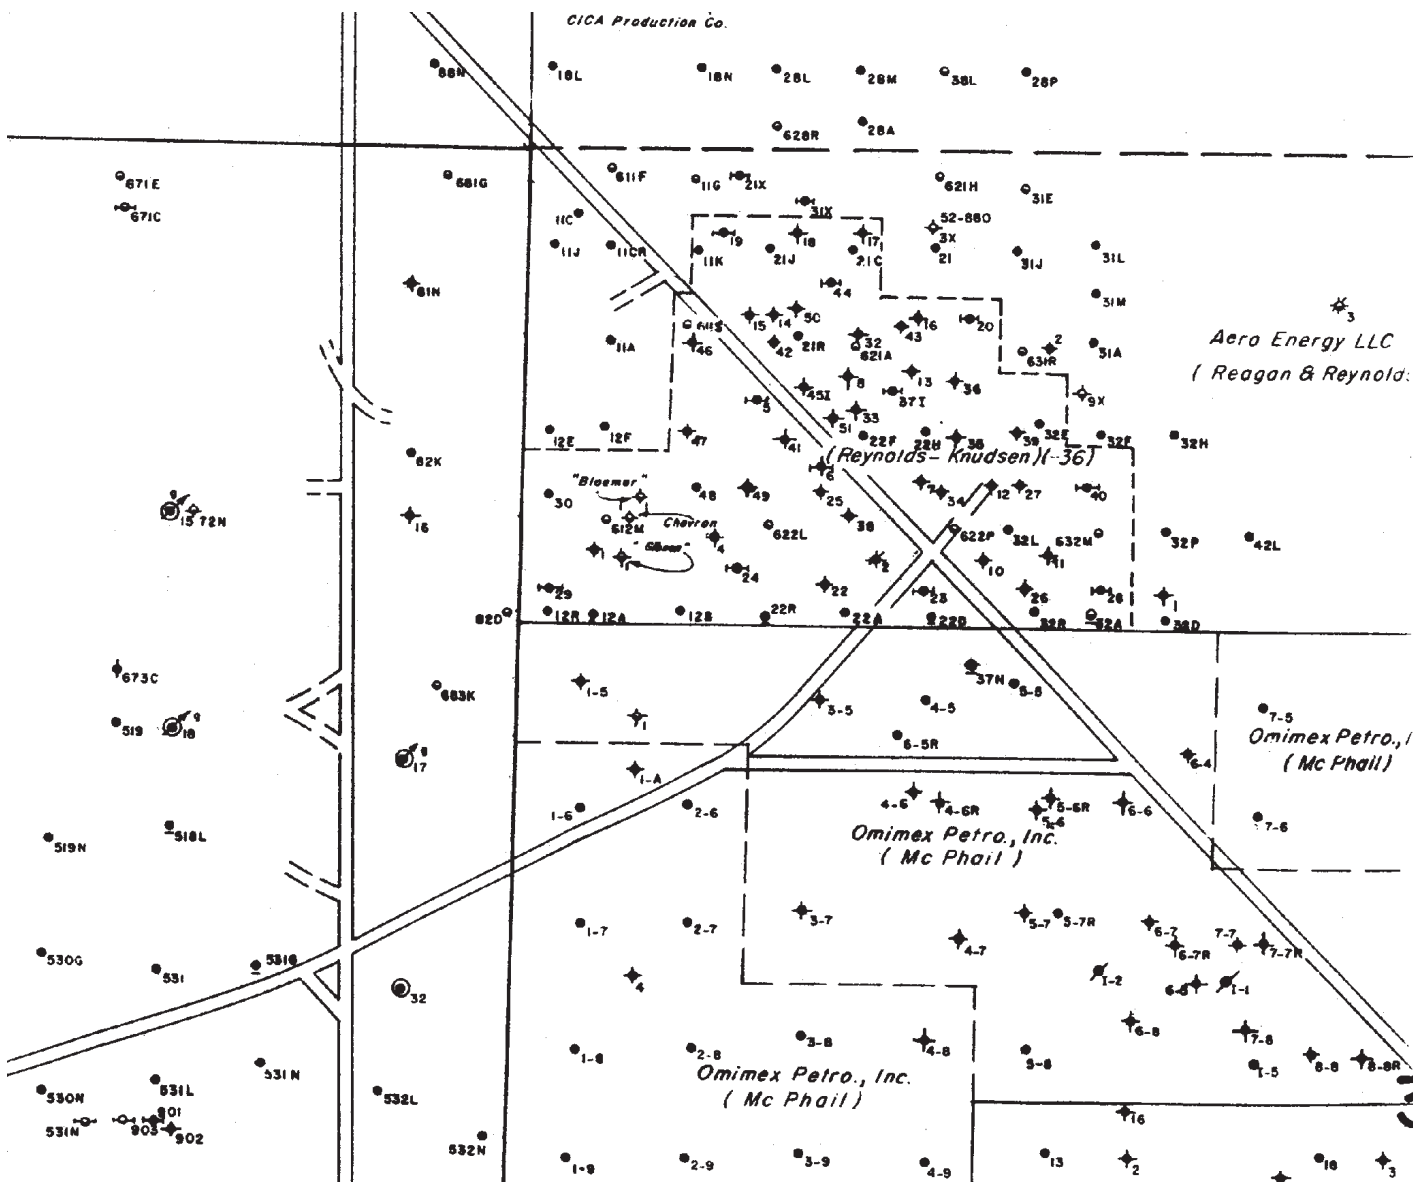 CICA Production Co.
88N
18L
18N
28L
28M
38L
28P
628R
28A
671E
681G
611F
11G
21X
621H
31E
671C
11C
31X
52-880
3X
19
18
17
11J
11CR
11K
21J
21C
21
31J
31L
81N
44
31M
3
15
14
50
43
16
20
46
42
21R
32
621A
631R
2
31A
11A
Aero Energy LLC
( Reagan & Reynolds
45I
8
13
37I
36
9X
5
51
33
12E
12F
47
41
22F
22H
35
39
32E
32F
32H
(Reynolds-Knudsen)(-36)
82K
6
"Bloemer"
1
30
48
49
25
7
34
12
27
40
15
72N
16
612M
Chevron
38
622L
622P
32L
632M
32P
42L
1
"Gibson"
4
24
2
10
11
29
22
23
26
28
1
82D
12R
12A
12B
22R
22A
22D
32R
32A
32D
673C
683K
1-5
37N
5-5
3-5
4-5
7-5
519
9
18
1
6-5R
Omimex Petro., I
( Mc Phail)
9
17
1-A
6-4
4-6
4-6R
5-6R
5-6
6-6
1-6
2-6
7-6
518L
519N
Omimex Petro., Inc.
( Mc Phail )
3-7
5-7
5-7R
1-7
2-7
6-7
4-7
6-7R
7-7
7-7R
530G
531
531G
4
I-2
I-1
32
6-8
7-8
3-8
4-8
1-8
2-8
5-8
8-8
8-8R
I-5
531N
Omimex Petro., Inc.
( Mc Phail)
530N
531L
532L
901
531N
903
902
16
532N
1-9
2-9
3-9
4-9
13
2
18
3